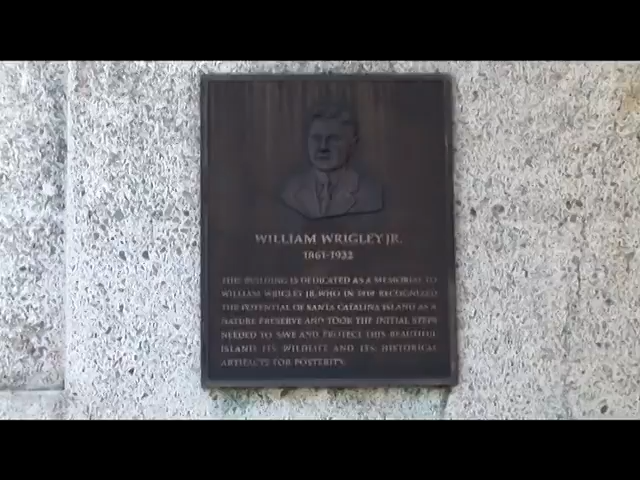 WILLIAM WRIGLEY JR.
1861-1932
THE BUILDING IS DEDICATED AS A MEMORIAL TO
WILLIAM WRIGLEY JR. WHO IN 1919 RECOGNIZED
THE POTENTIAL OF SANTA CATALINA ISLAND AS A
NATURE PRESERVE AND TOOK THE INITIAL STEPS
NEEDED TO SAVE AND PROTECT THIS BEAUTIFUL
ISLAND ITS WILDLIFE AND ITS HISTORICAL
ARTIFACTS FOR POSTERITY.